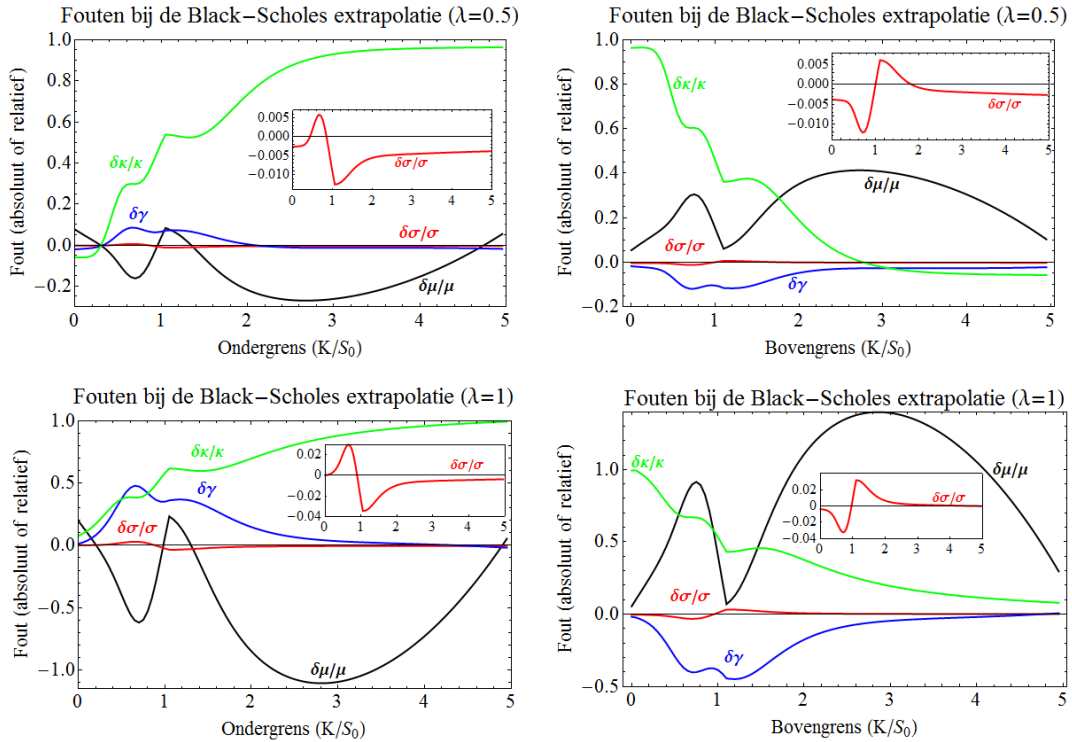 Fouten bij de Black−Scholes extrapolatie (λ=0.5)
Fout (absoluut of relatief)
1.0
0.8
0.6
0.4
0.2
0.0
−0.2
0 1 2 3 4 5
Ondergrens (K/S₀)
δκ/κ
δγ
δσ/σ
δμ/μ
0.005
0.000
−0.005
−0.010
0 1 2 3 4 5
δσ/σ
Fouten bij de Black−Scholes extrapolatie (λ=0.5)
Fout (absoluut of relatief)
1.0
0.8
0.6
0.4
0.2
0.0
−0.2
0 1 2 3 4 5
Bovengrens (K/S₀)
δκ/κ
δμ/μ
δσ/σ
δγ
0.005
0.000
−0.005
−0.010
0 1 2 3 4 5
δσ/σ
Fouten bij de Black−Scholes extrapolatie (λ=1)
Fout (absoluut of relatief)
1.0
0.5
0.0
−0.5
−1.0
0 1 2 3 4 5
Ondergrens (K/S₀)
δκ/κ
δγ
δσ/σ
δμ/μ
0.02
0
−0.02
0.04
0 1 2 3 4 5
δσ/σ
Fouten bij de Black−Scholes extrapolatie (λ=1)
Fout (absoluut of relatief)
1.0
0.5
0.0
−0.5
0 1 2 3 4 5
Bovengrens (K/S₀)
δκ/κ
δμ/μ
δσ/σ
δγ
0.02
0
−0.02
−0.04
0 1 2 3 4 5
δσ/σ